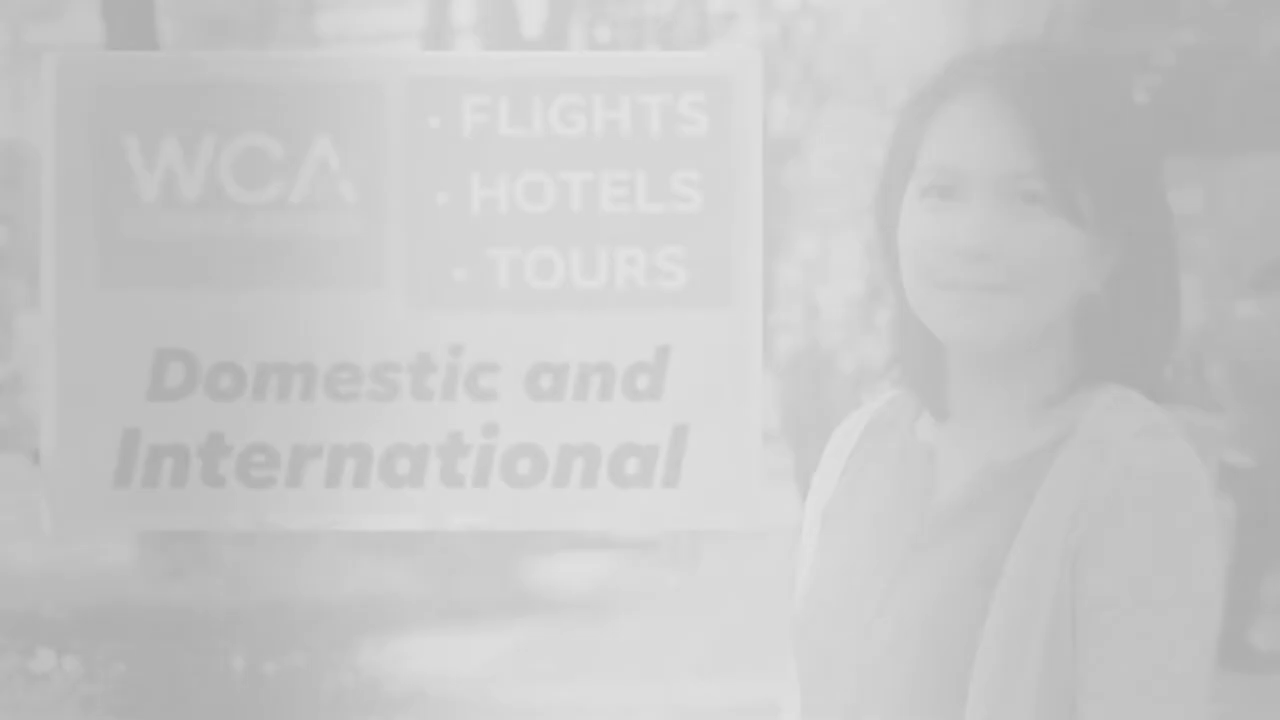 WCA
· FLIGHTS
· HOTELS
· TOURS
Domestic and
International